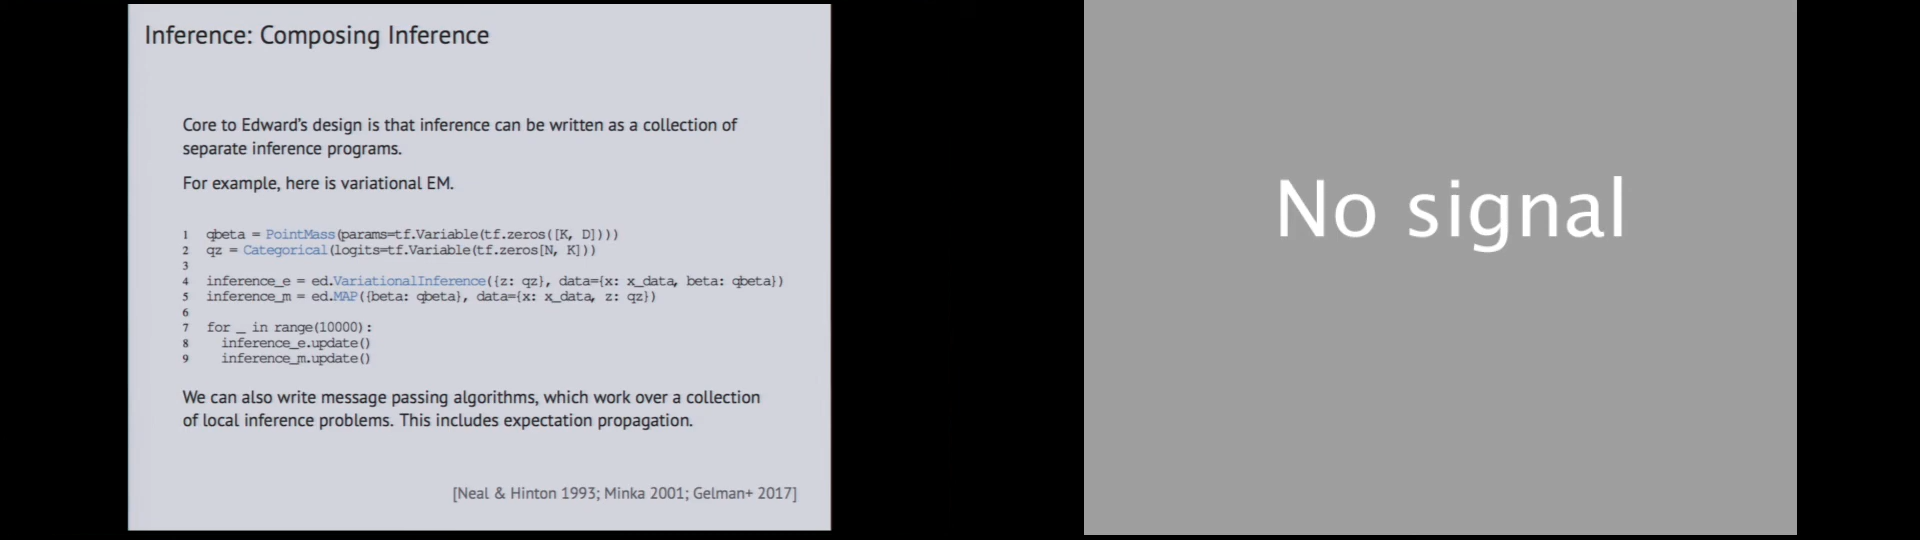 Inference: Composing Inference
Core to Edward's design is that inference can be written as a collection of
separate inference programs.
For example, here is variational EM.
1 qbeta = PointMass(params=tf.Variable(tf.zeros([K, D])))
2 qz = Categorical(logits=tf.Variable(tf.zeros[N, K]))
3
4 inference_e = ed.VariationalInference({z: qz}, data={x: x_data, beta: qbeta})
5 inference_m = ed.MAP({beta: qbeta}, data={x: x_data, z: qz})
6
7 for _ in range(10000):
8 inference_e.update()
9 inference_m.update()
We can also write message passing algorithms, which work over a collection
of local inference problems. This includes expectation propagation.
[Neal & Hinton 1993; Minka 2001; Gelman+ 2017]
No signal